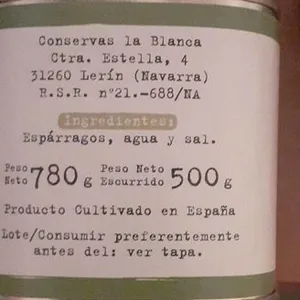 Conservas la Blanca
Ctra. Estella, 4
31260 Lerín (Navarra)
R.S.R. nº21.-688/NA
Ingredientes:
Espárragos, agua y sal.
Peso Neto 780 g Peso Neto Escurrido 500 g
Producto Cultivado en España
Lote/Consumir preferentemente
antes del: ver tapa.